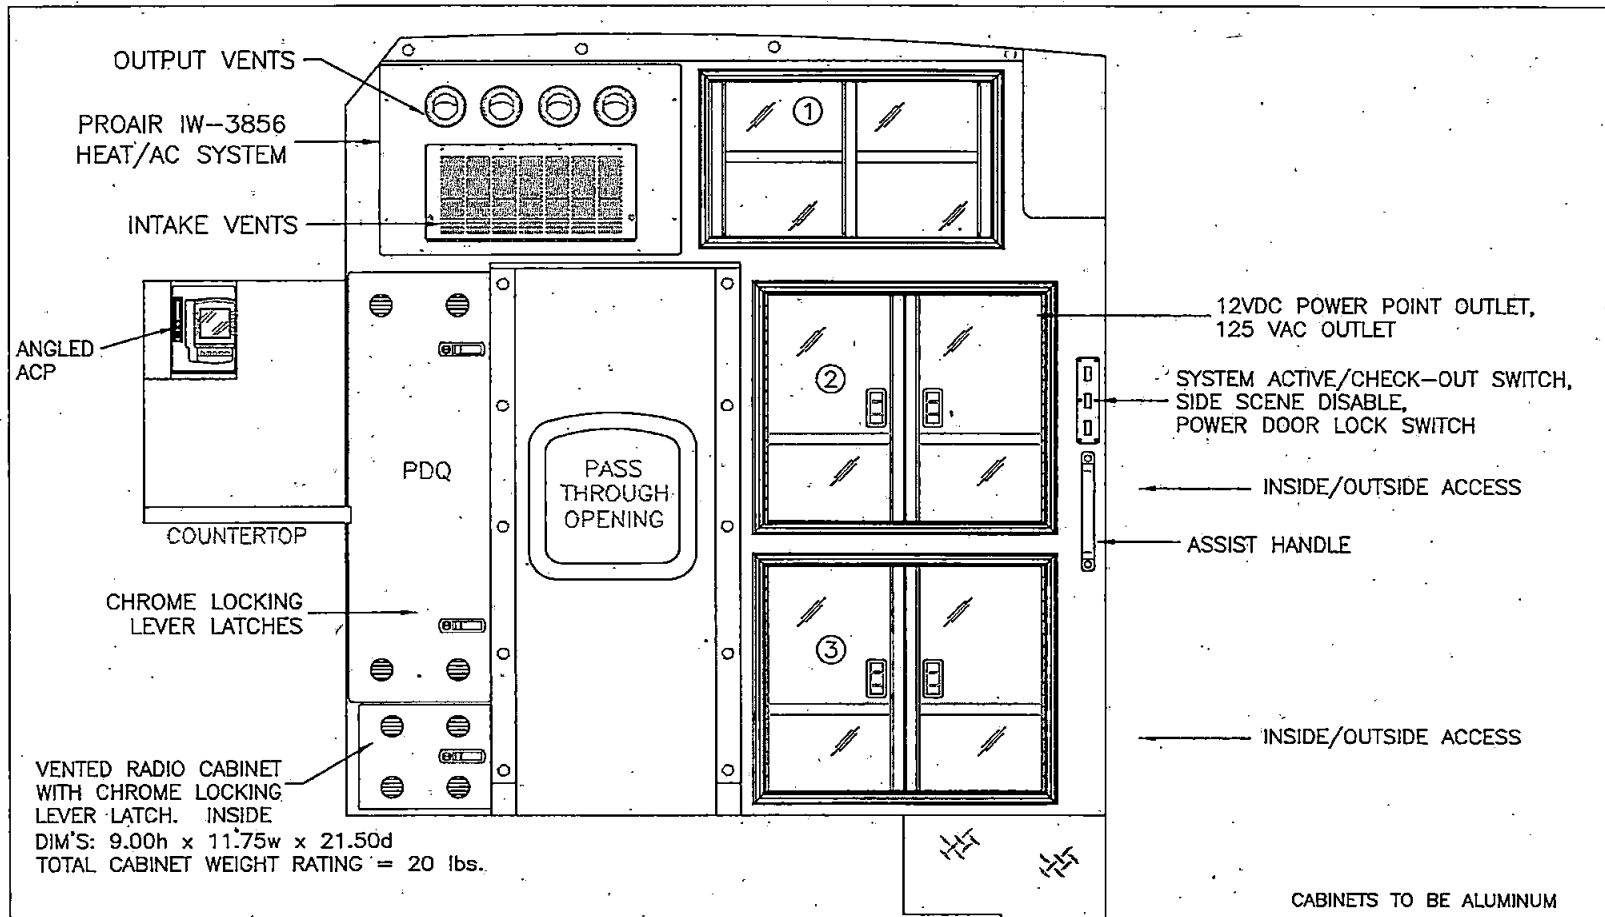 OUTPUT VENTS
PROAIR IW-3856
HEAT/AC SYSTEM
INTAKE VENTS
1
ANGLED
ACP
12VDC POWER POINT OUTLET,
125 VAC OUTLET
2
SYSTEM ACTIVE/CHECK-OUT SWITCH,
SIDE SCENE DISABLE,
POWER DOOR LOCK SWITCH
PDQ
PASS
THROUGH
OPENING
INSIDE/OUTSIDE ACCESS
COUNTERTOP
ASSIST HANDLE
CHROME LOCKING
LEVER LATCHES
3
INSIDE/OUTSIDE ACCESS
VENTED RADIO CABINET
WITH CHROME LOCKING
LEVER LATCH. INSIDE
DIM'S: 9.00h x 11.75w x 21.50d
TOTAL CABINET WEIGHT RATING = 20 lbs.
CABINETS TO BE ALUMINUM